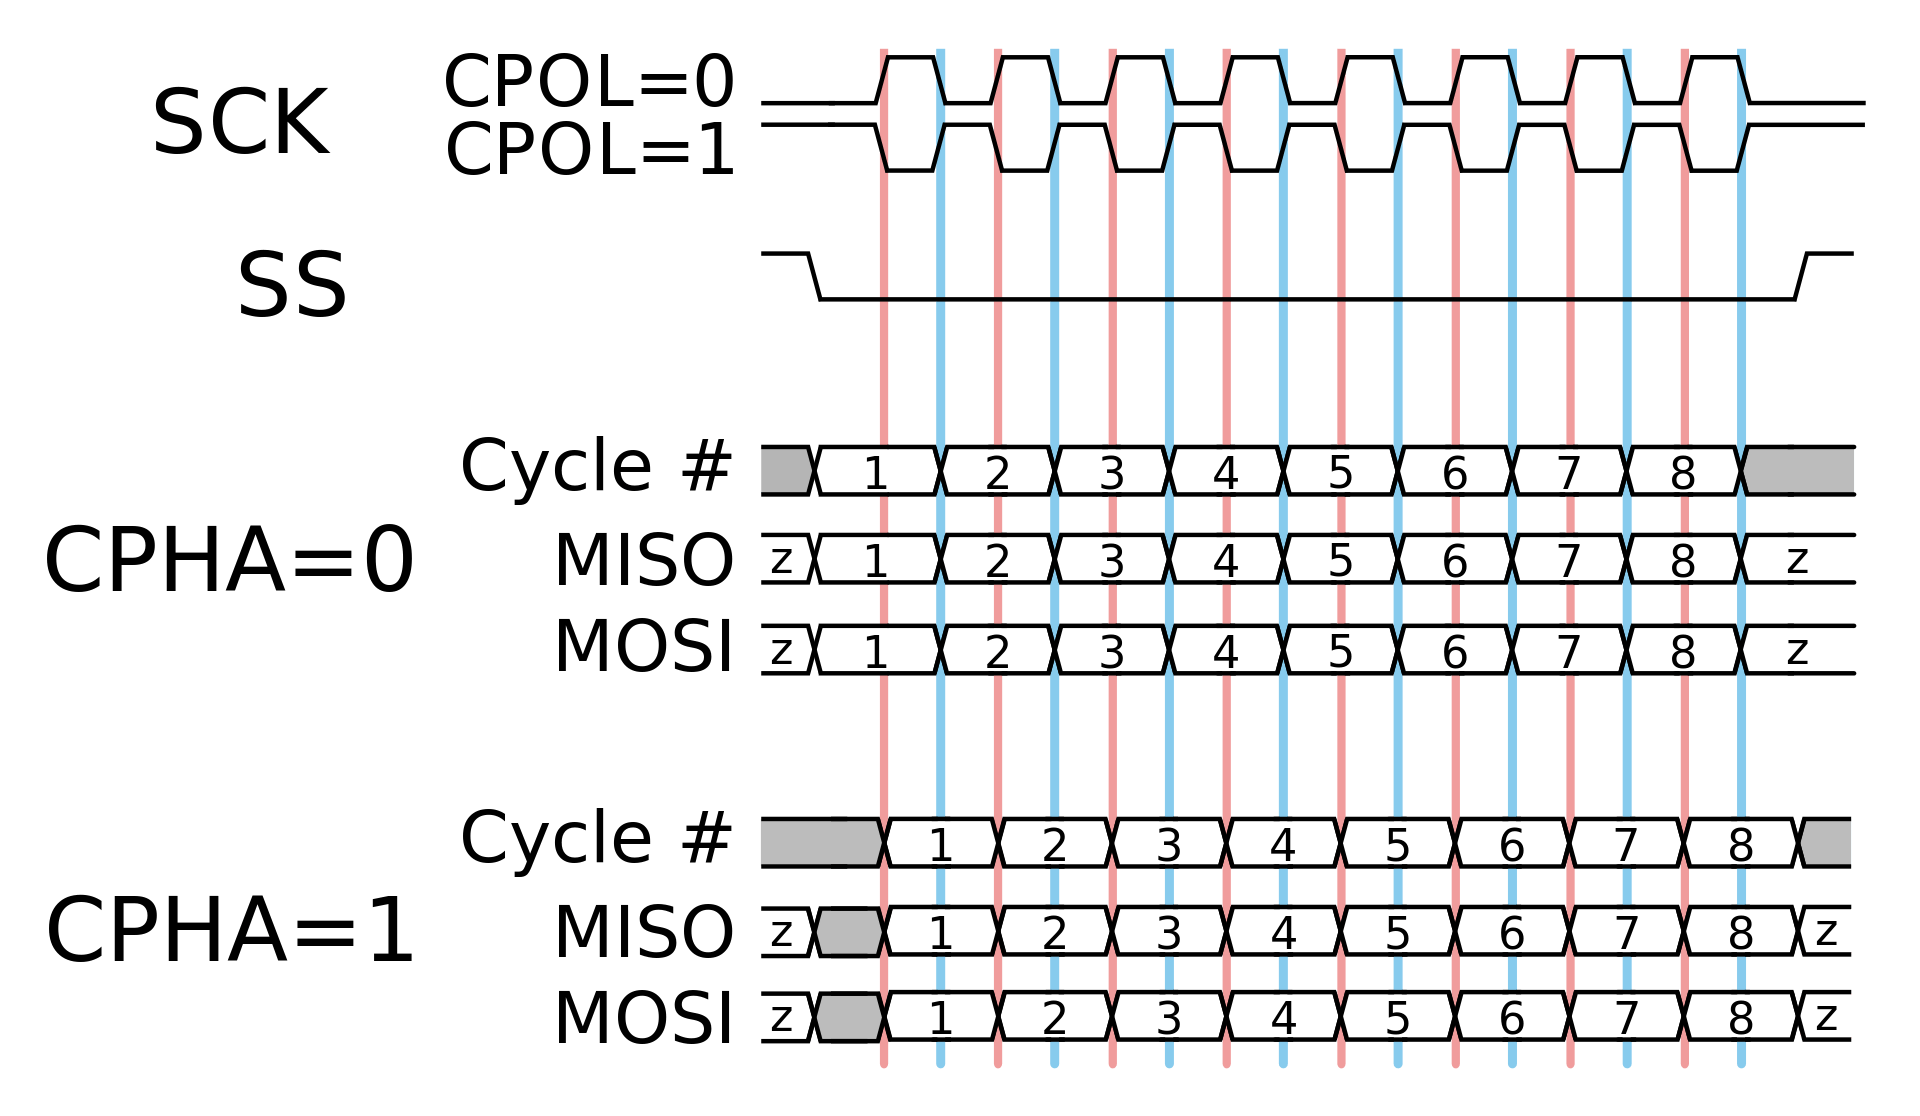 SCK CPOL=0
CPOL=1
SS
Cycle # 1 2 3 4 5 6 7 8
CPHA=0
MISO z 1 2 3 4 5 6 7 8 z
MOSI z 1 2 3 4 5 6 7 8 z
Cycle # 1 2 3 4 5 6 7 8
CPHA=1
MISO z 1 2 3 4 5 6 7 8 z
MOSI z 1 2 3 4 5 6 7 8 z